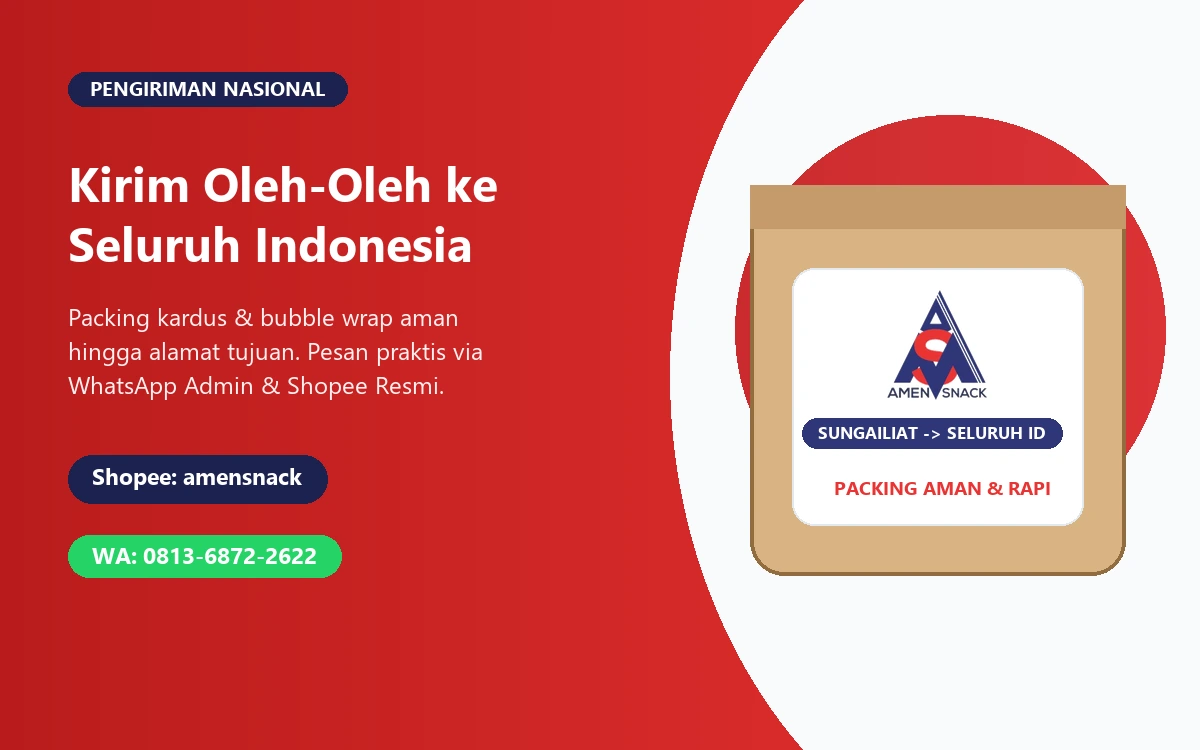 PENGIRIMAN NASIONAL
Kirim Oleh-Oleh ke
Seluruh Indonesia
Packing kardus & bubble wrap aman
hingga alamat tujuan. Pesan praktis via
WhatsApp Admin & Shopee Resmi.
Shopee: amensnack
WA: 0813-6872-2622
AMEN SNACK
SUNGAILIAT -> SELURUH ID
PACKING AMAN & RAPI